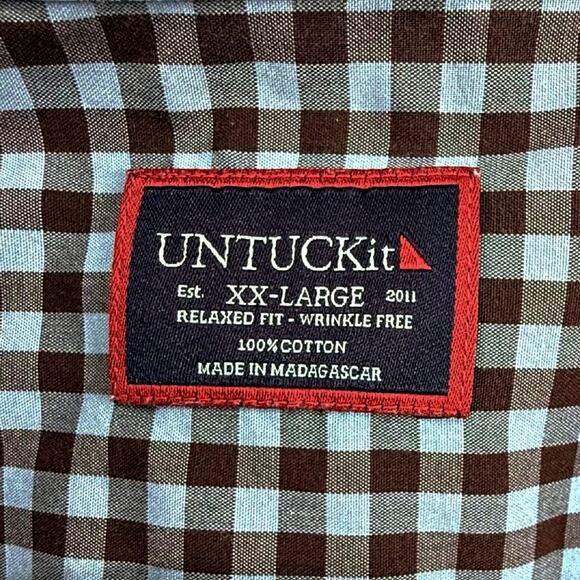 UNTUCKit
Est. XX-LARGE 2011
RELAXED FIT - WRINKLE FREE
100% COTTON
MADE IN MADAGASCAR